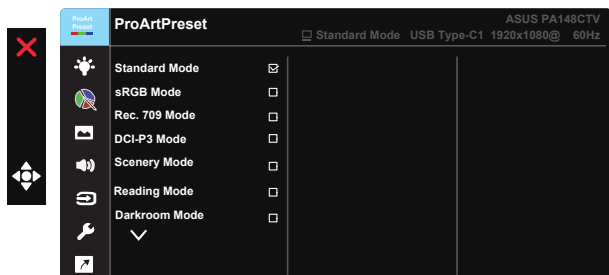 ProArt
Preset
ProArtPreset
ASUS PA148CTV
Standard Mode USB Type-C1 1920x1080@ 60Hz
Standard Mode
sRGB Mode
Rec. 709 Mode
DCI-P3 Mode
Scenery Mode
Reading Mode
Darkroom Mode